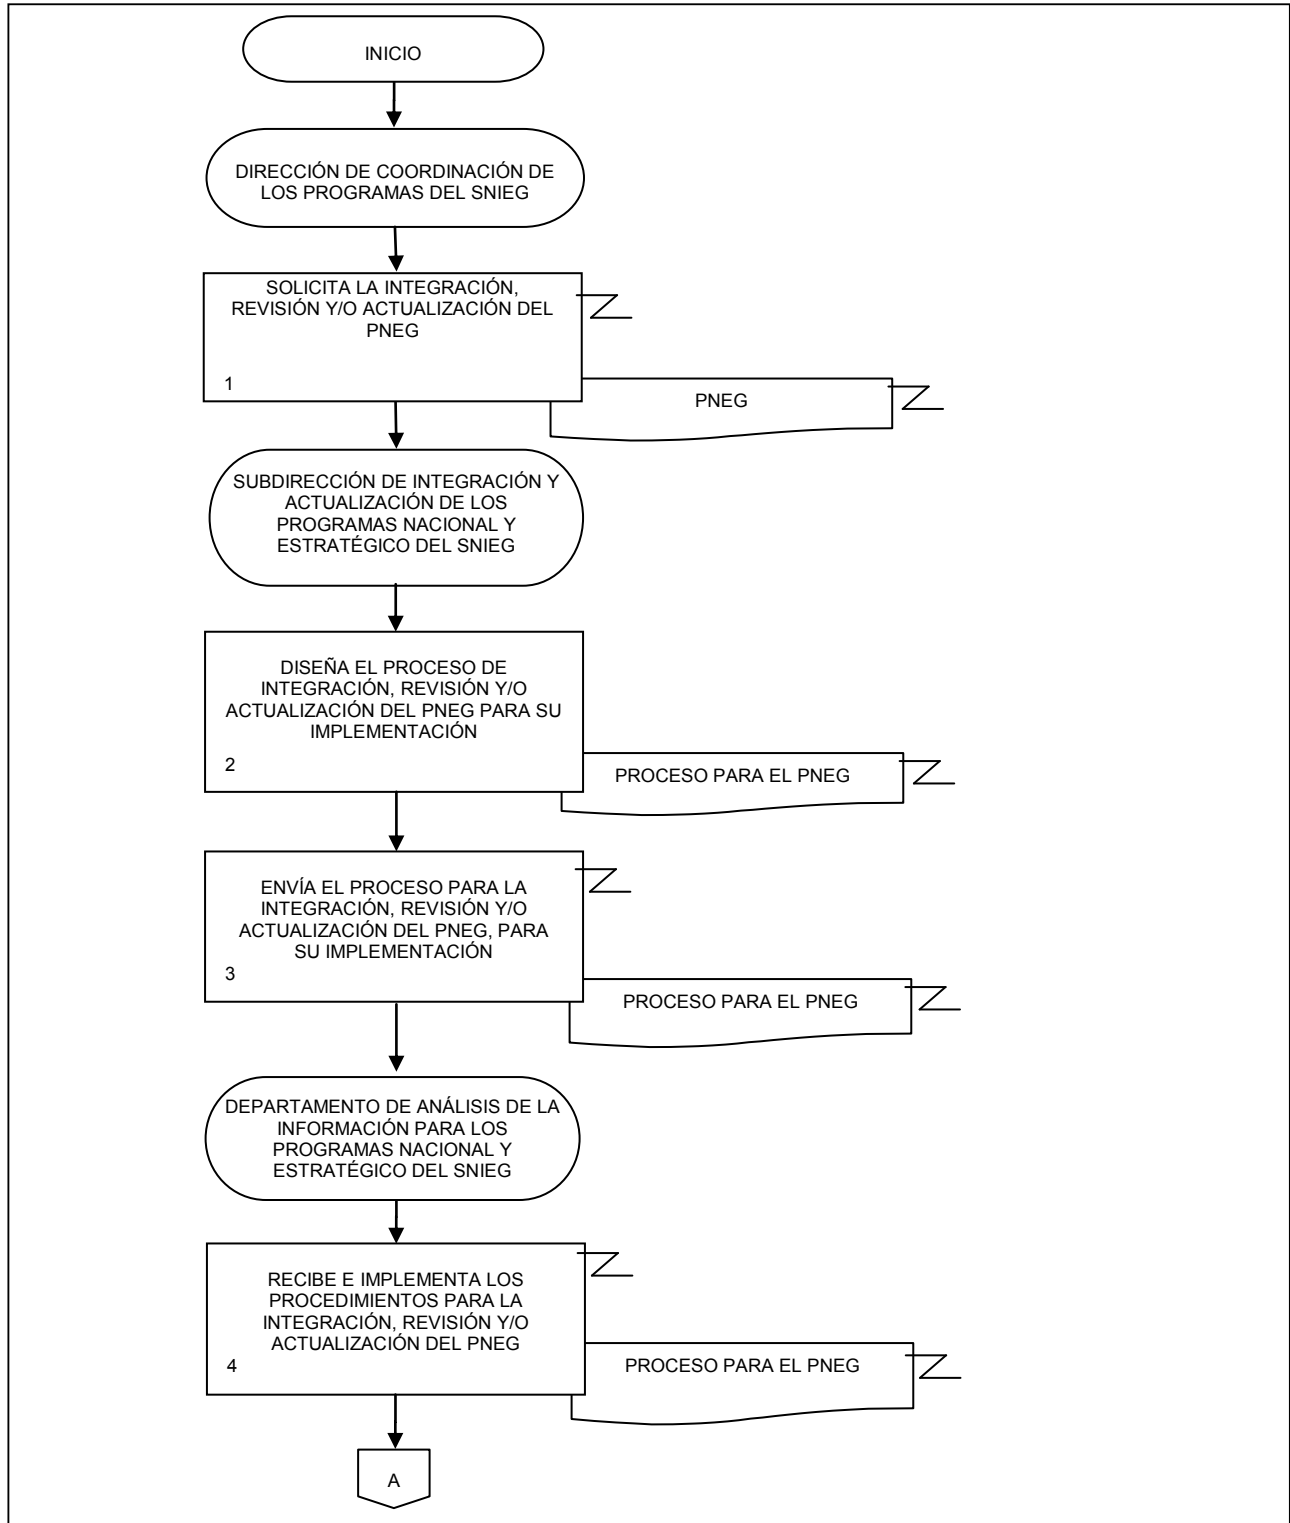 INICIO
DIRECCIÓN DE COORDINACIÓN DE
LOS PROGRAMAS DEL SNIEG
SOLICITA LA INTEGRACIÓN,
REVISIÓN Y/O ACTUALIZACIÓN DEL
PNEG
1
PNEG
SUBDIRECCIÓN DE INTEGRACIÓN Y
ACTUALIZACIÓN DE LOS
PROGRAMAS NACIONAL Y
ESTRATÉGICO DEL SNIEG
DISEÑA EL PROCESO DE
INTEGRACIÓN, REVISIÓN Y/O
ACTUALIZACIÓN DEL PNEG PARA SU
IMPLEMENTACIÓN
2
PROCESO PARA EL PNEG
ENVÍA EL PROCESO PARA LA
INTEGRACIÓN, REVISIÓN Y/O
ACTUALIZACIÓN DEL PNEG, PARA
SU IMPLEMENTACIÓN
3
PROCESO PARA EL PNEG
DEPARTAMENTO DE ANÁLISIS DE LA
INFORMACIÓN PARA LOS
PROGRAMAS NACIONAL Y
ESTRATÉGICO DEL SNIEG
RECIBE E IMPLEMENTA LOS
PROCEDIMIENTOS PARA LA
INTEGRACIÓN, REVISIÓN Y/O
ACTUALIZACIÓN DEL PNEG
4
PROCESO PARA EL PNEG
A